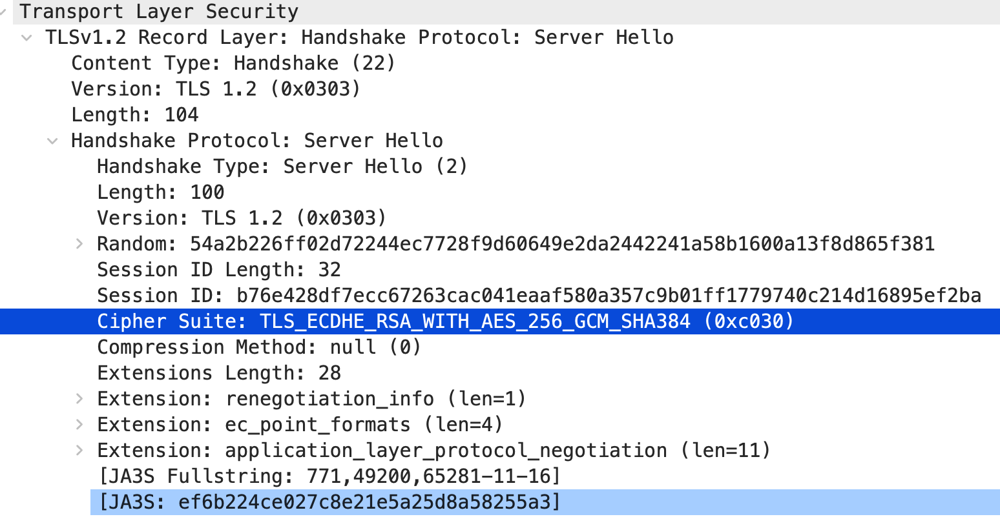 Transport Layer Security
TLSv1.2 Record Layer: Handshake Protocol: Server Hello
Content Type: Handshake (22)
Version: TLS 1.2 (0x0303)
Length: 104
Handshake Protocol: Server Hello
Handshake Type: Server Hello (2)
Length: 100
Version: TLS 1.2 (0x0303)
Random: 54a2b226ff02d72244ec7728f9d60649e2da2442241a58b1600a13f8d865f381
Session ID Length: 32
Session ID: b76e428df7ecc67263cac041eaaf580a357c9b01ff1779740c214d16895ef2ba
Cipher Suite: TLS_ECDHE_RSA_WITH_AES_256_GCM_SHA384 (0xc030)
Compression Method: null (0)
Extensions Length: 28
Extension: renegotiation_info (len=1)
Extension: ec_point_formats (len=4)
Extension: application_layer_protocol_negotiation (len=11)
[JA3S Fullstring: 771,49200,65281-11-16]
[JA3S: ef6b224ce027c8e21e5a25d8a58255a3]